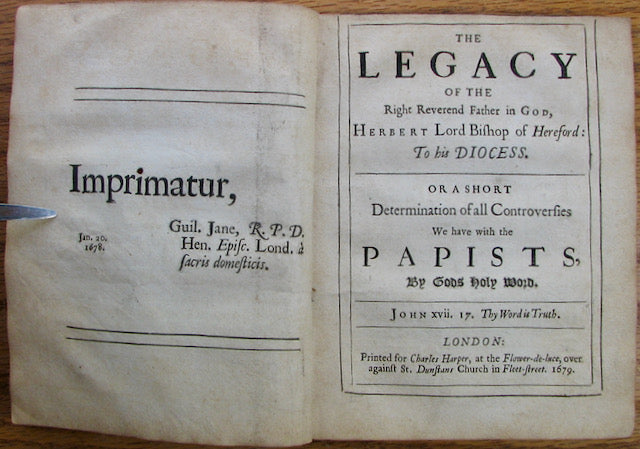 Imprimatur,
Jan. 20.
1678.
Guil. Jane, R. P. D.
Hen. Episc. Lond. à
sacris domesticis.
THE
LEGACY
OF THE
Right Reverend Father in GOD,
HERBERT Lord Biſhop of Hereford:
To his DIOCESS.
OR A SHORT
Determination of all Controverſies
We have with the
PAPISTS,
By Gods Holy Word.
JOHN xvii. 17. Thy Word is Truth.
LONDON:
Printed for Charles Harper, at the Flower-de-luce, over
againſt St. Dunſtans Church in Fleet-ſtreet. 1679.